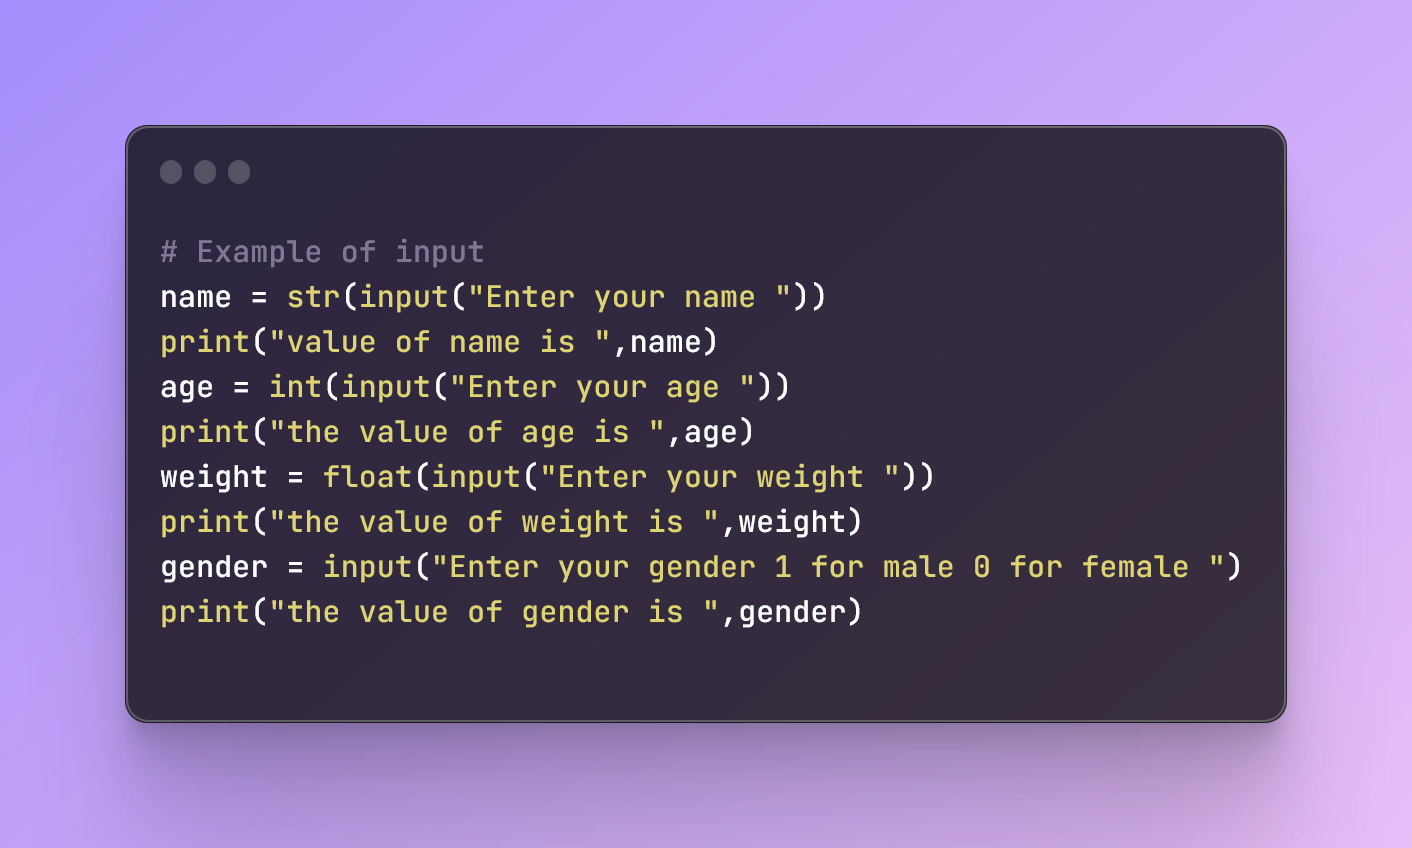 # Example of input
name = str(input("Enter your name "))
print("value of name is ",name)
age = int(input("Enter your age "))
print("the value of age is ",age)
weight = float(input("Enter your weight "))
print("the value of weight is ",weight)
gender = input("Enter your gender 1 for male 0 for female ")
print("the value of gender is ",gender)